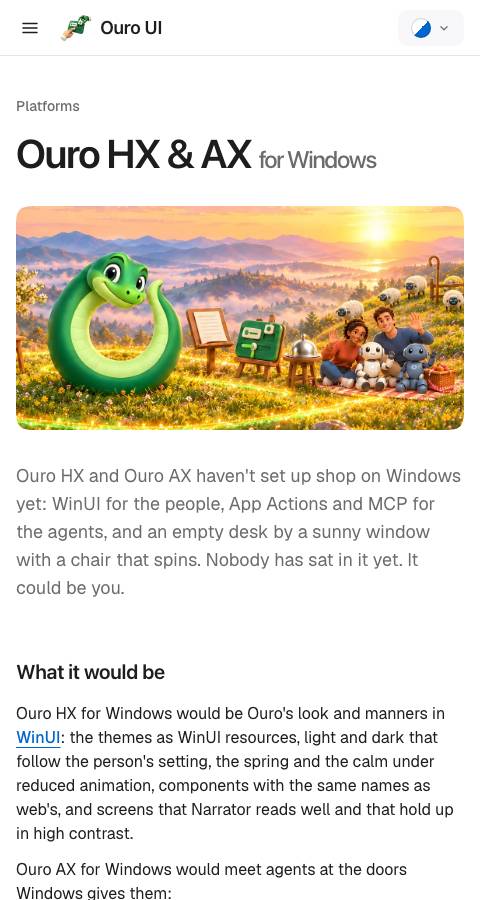 Ouro UI
Platforms
Ouro HX & AX for Windows
Ouro HX and Ouro AX haven't set up shop on Windows
yet: WinUI for the people, App Actions and MCP for
the agents, and an empty desk by a sunny window
with a chair that spins. Nobody has sat in it yet. It
could be you.
What it would be
Ouro HX for Windows would be Ouro's look and manners in
WinUI: the themes as WinUI resources, light and dark that
follow the person's setting, the spring and the calm under
reduced animation, components with the same names as
web's, and screens that Narrator reads well and that hold up
in high contrast.
Ouro AX for Windows would meet agents at the doors
Windows gives them: